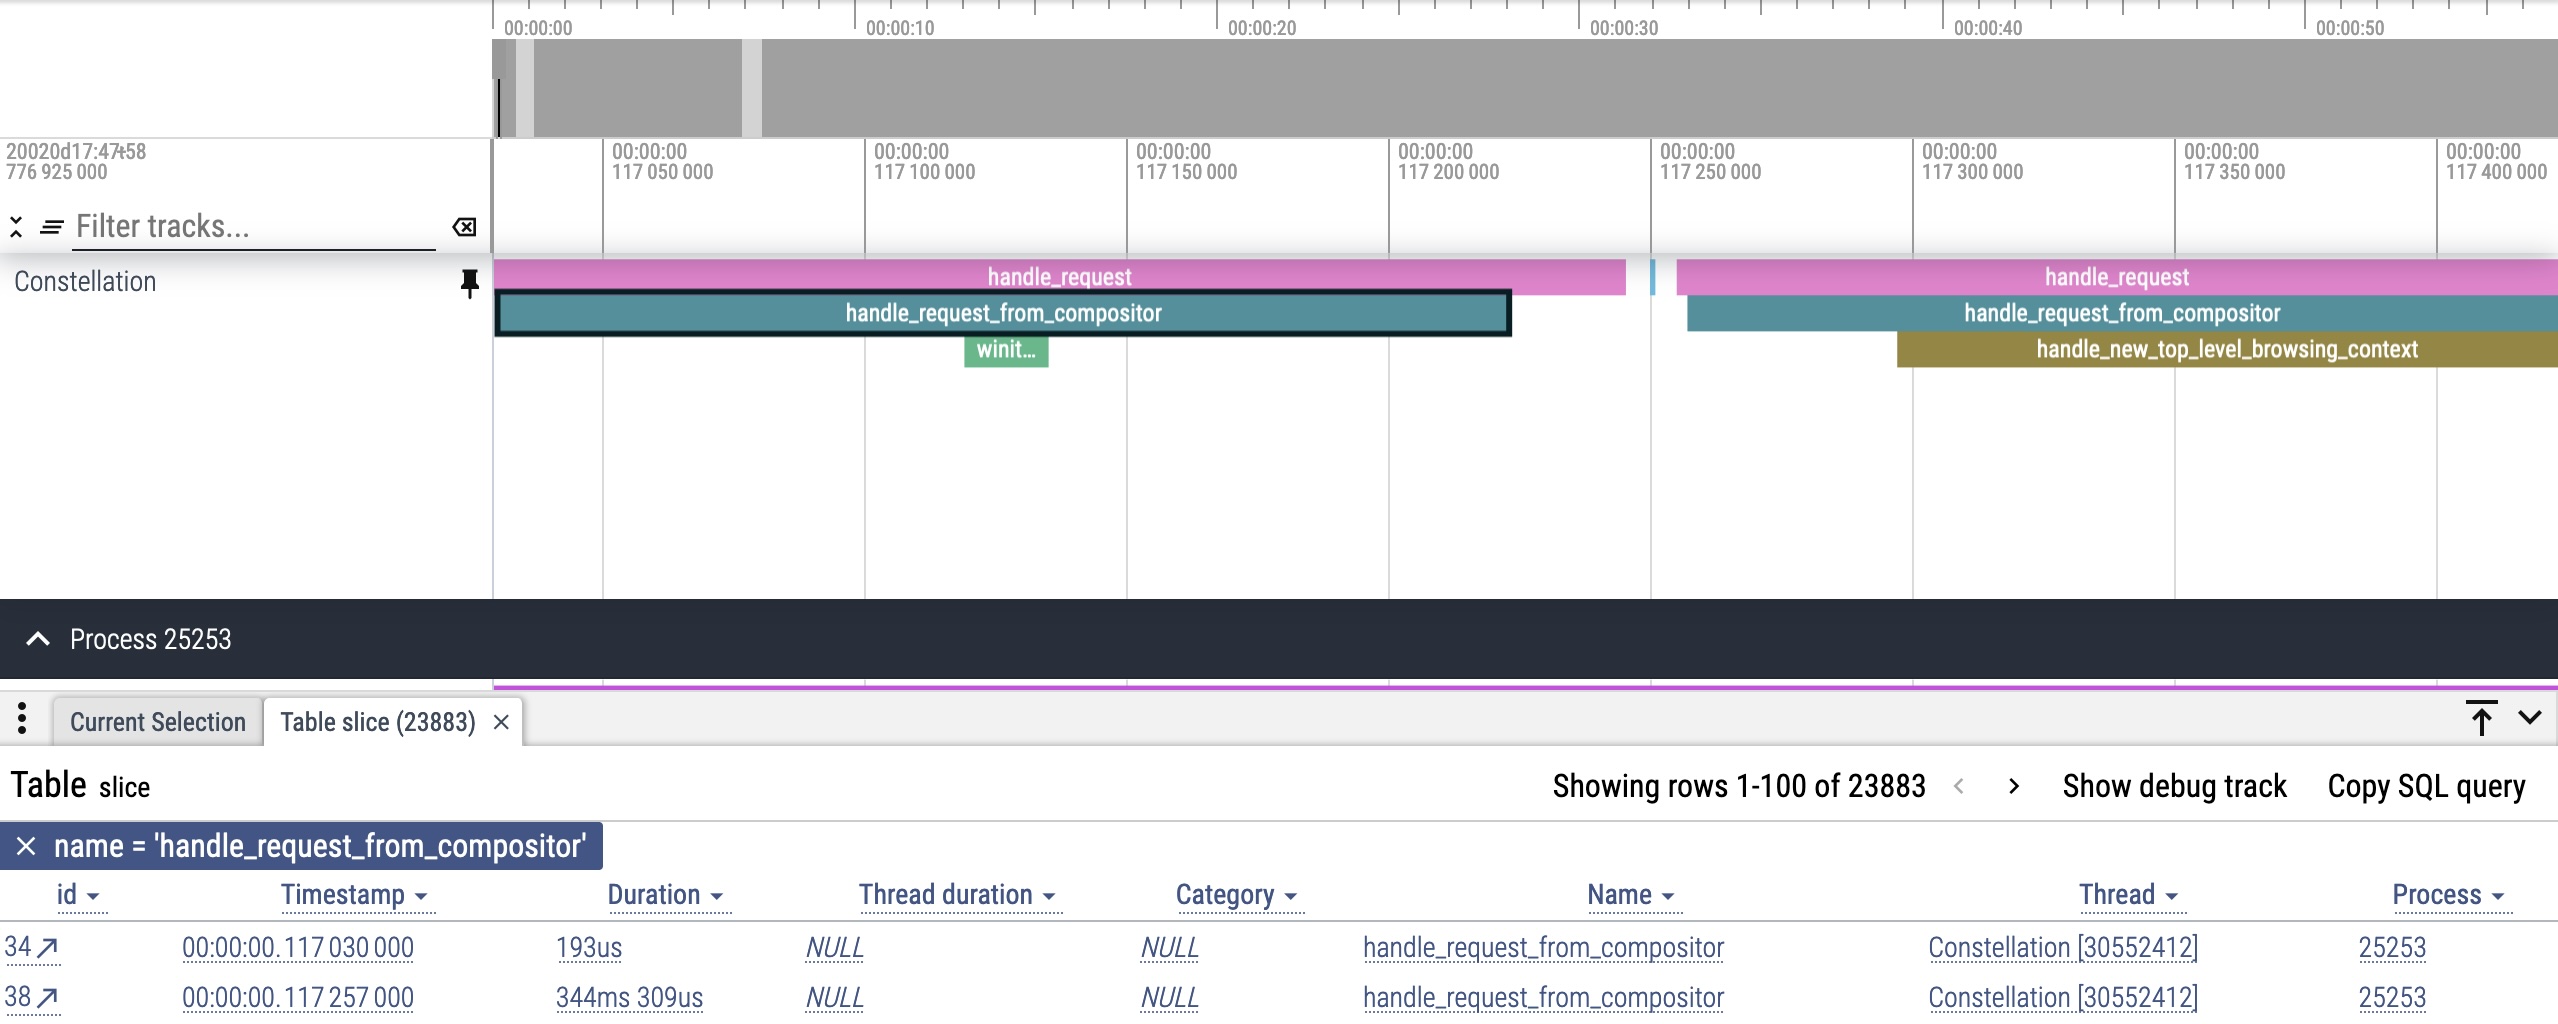 00:00:00 00:00:10 00:00:20 00:00:30 00:00:40 00:00:50
20020d17:47:58 00:00:00 00:00:00 00:00:00 00:00:00 00:00:00 00:00:00 00:00:00 00:00:00
776 925 000 117 050 000 117 100 000 117 150 000 117 200 000 117 250 000 117 300 000 117 350 000 117 400 000
Filter tracks...
Constellation handle_request handle_request
handle_request_from_compositor handle_request_from_compositor
winit... handle_new_top_level_browsing_context
Process 25253
Current Selection Table slice (23883)
Table slice Showing rows 1-100 of 23883 Show debug track Copy SQL query
name = 'handle_request_from_compositor'
id Timestamp Duration Thread duration Category Name Thread Process
34 00:00:00.117 030 000 193us NULL NULL handle_request_from_compositor Constellation [30552412] 25253
38 00:00:00.117 257 000 344ms 309us NULL NULL handle_request_from_compositor Constellation [30552412] 25253